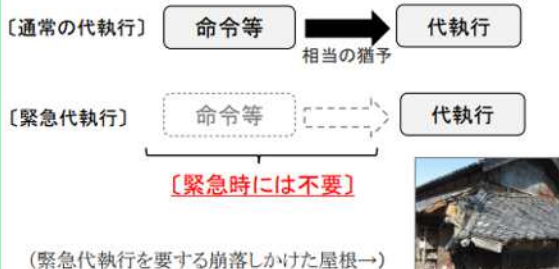 〔通常の代執行〕 命令等 代執行
相当の猶予
〔緊急代執行〕 命令等 代執行
〔緊急時には不要〕
(緊急代執行を要する崩落しかけた屋根→)